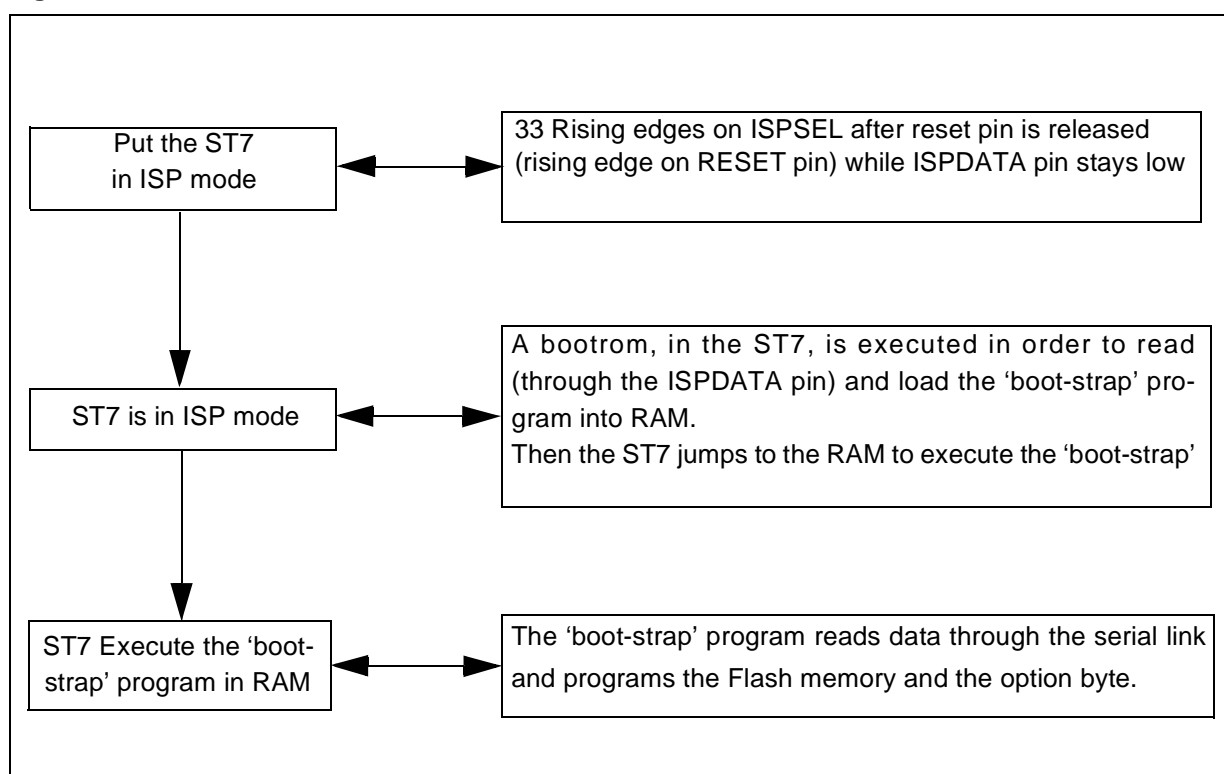 Put the ST7
in ISP mode
33 Rising edges on ISPSEL after reset pin is released
(rising edge on RESET pin) while ISPDATA pin stays low
ST7 is in ISP mode
A bootrom, in the ST7, is executed in order to read
(through the ISPDATA pin) and load the ‘boot-strap’ pro-
gram into RAM.
Then the ST7 jumps to the RAM to execute the ‘boot-strap’
ST7 Execute the ‘boot-
strap’ program in RAM
The ‘boot-strap’ program reads data through the serial link
and programs the Flash memory and the option byte.